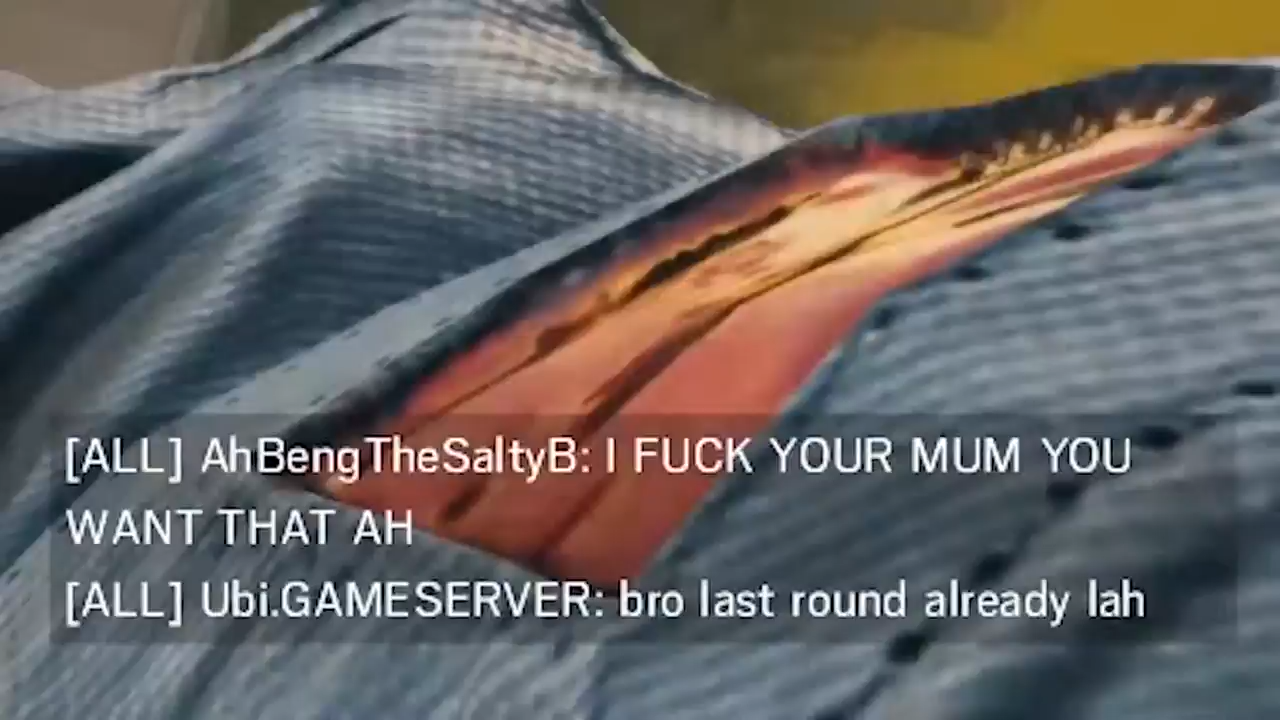 [ALL] AhBengTheSaltyB: I FUCK YOUR MUM YOU
WANT THAT AH
[ALL] Ubi.GAMESERVER: bro last round already lah